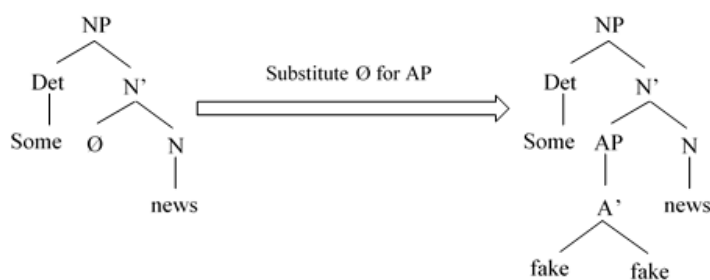 NP NP
Det N’ Substitute Ø for AP Det N’
Some Ø N Some AP N
news A’ news
fake fake